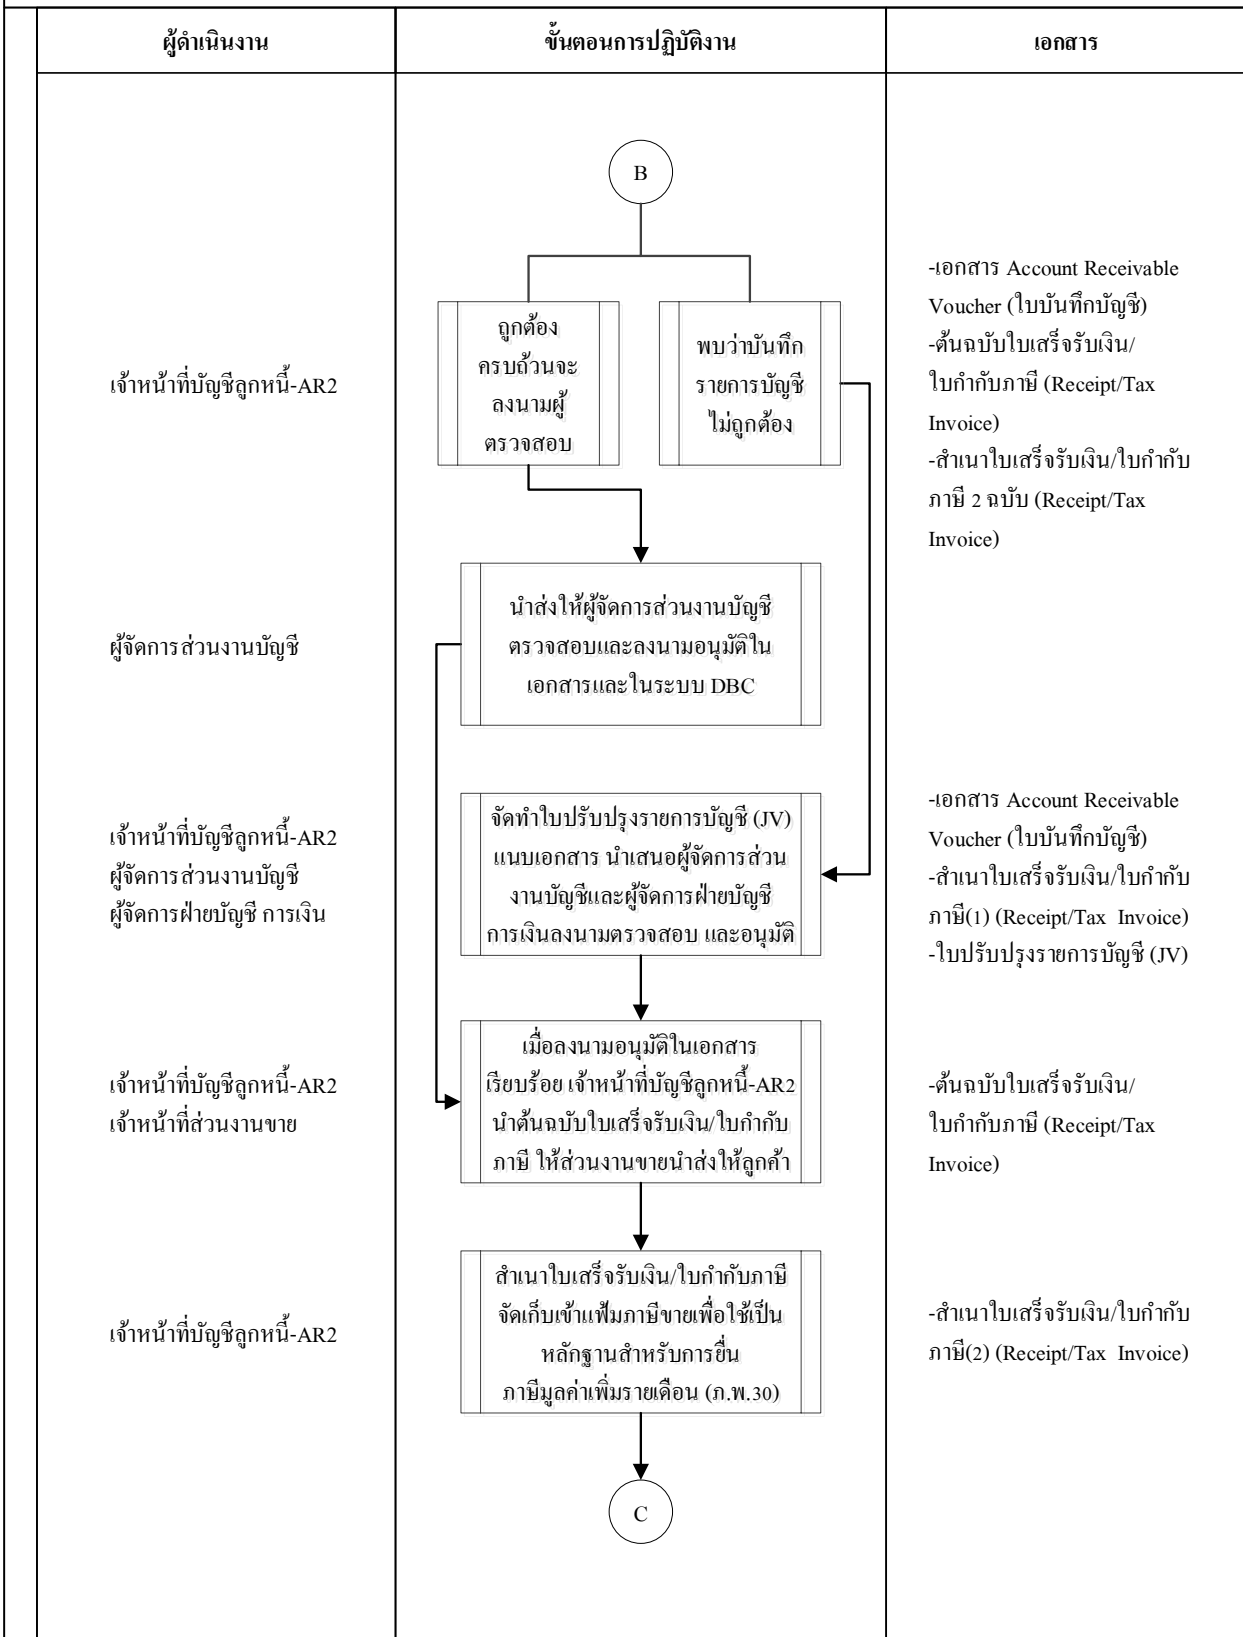 ผู้ดำเนินงาน
ขั้นตอนการปฏิบัติงาน
เอกสาร
B
เจ้าหน้าที่บัญชีลูกหนี้-AR2
ถูกต้อง
ครบถ้วนจะ
ลงนามผู้
ตรวจสอบ
พบว่าบันทึก
รายการบัญชี
ไม่ถูกต้อง
-เอกสาร Account Receivable
Voucher (ใบบันทึกบัญชี)
-ต้นฉบับใบเสร็จรับเงิน/
ใบกำกับภาษี (Receipt/Tax
Invoice)
-สำเนาใบเสร็จรับเงิน/ใบกำกับ
ภาษี 2 ฉบับ (Receipt/Tax
Invoice)
ผู้จัดการส่วนงานบัญชี
นำส่งให้ผู้จัดการส่วนงานบัญชี
ตรวจสอบและลงนามอนุมัติใน
เอกสารและในระบบ DBC
เจ้าหน้าที่บัญชีลูกหนี้-AR2
ผู้จัดการส่วนงานบัญชี
ผู้จัดการฝ่ายบัญชี การเงิน
จัดทำใบปรับปรุงรายการบัญชี (JV)
แนบเอกสาร นำเสนอผู้จัดการส่วน
งานบัญชีและผู้จัดการฝ่ายบัญชี
การเงินลงนามตรวจสอบ และอนุมัติ
-เอกสาร Account Receivable
Voucher (ใบบันทึกบัญชี)
-สำเนาใบเสร็จรับเงิน/ใบกำกับ
ภาษี(1) (Receipt/Tax Invoice)
-ใบปรับปรุงรายการบัญชี (JV)
เจ้าหน้าที่บัญชีลูกหนี้-AR2
เจ้าหน้าที่ส่วนงานขาย
เมื่อลงนามอนุมัติในเอกสาร
เรียบร้อย เจ้าหน้าที่บัญชีลูกหนี้-AR2
นำต้นฉบับใบเสร็จรับเงิน/ใบกำกับ
ภาษี ให้ส่วนงานขายนำส่งให้ลูกค้า
-ต้นฉบับใบเสร็จรับเงิน/
ใบกำกับภาษี (Receipt/Tax
Invoice)
เจ้าหน้าที่บัญชีลูกหนี้-AR2
สำเนาใบเสร็จรับเงิน/ใบกำกับภาษี
จัดเก็บเข้าแฟ้มภาษีขายเพื่อใช้เป็น
หลักฐานสำหรับการยื่น
ภาษีมูลค่าเพิ่มรายเดือน (ภ.พ.30)
-สำเนาใบเสร็จรับเงิน/ใบกำกับ
ภาษี(2) (Receipt/Tax Invoice)
C